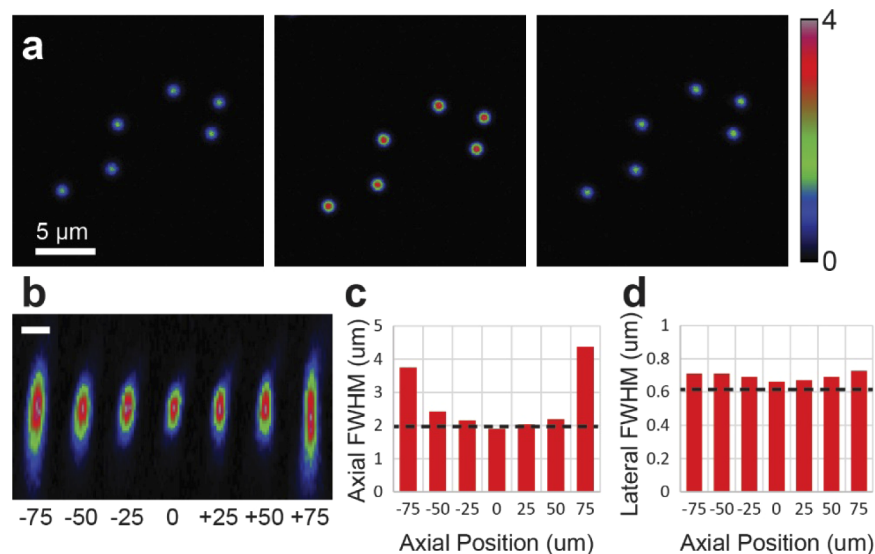 a
4
0
5 µm
b
-75 -50 -25 0 +25 +50 +75
c
Axial FWHM (um)
5
4
3
2
1
0
-75 -50 -25 0 25 50 75
Axial Position (um)
d
Lateral FWHM (um)
1
0.8
0.6
0.4
0.2
0
-75 -50 -25 0 25 50 75
Axial Position (um)